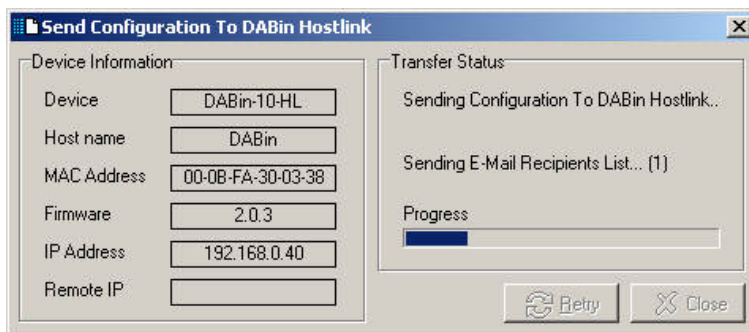 Send Configuration To DABin Hostlink
Device Information
Device DABin-10-HL
Host name DABin
MAC Address 00-0B-FA-30-03-38
Firmware 2.0.3
IP Address 192.168.0.40
Remote IP
Transfer Status
Sending Configuration To DABin Hostlink..
Sending E-Mail Recipients List... (1)
Progress
Retry
Close